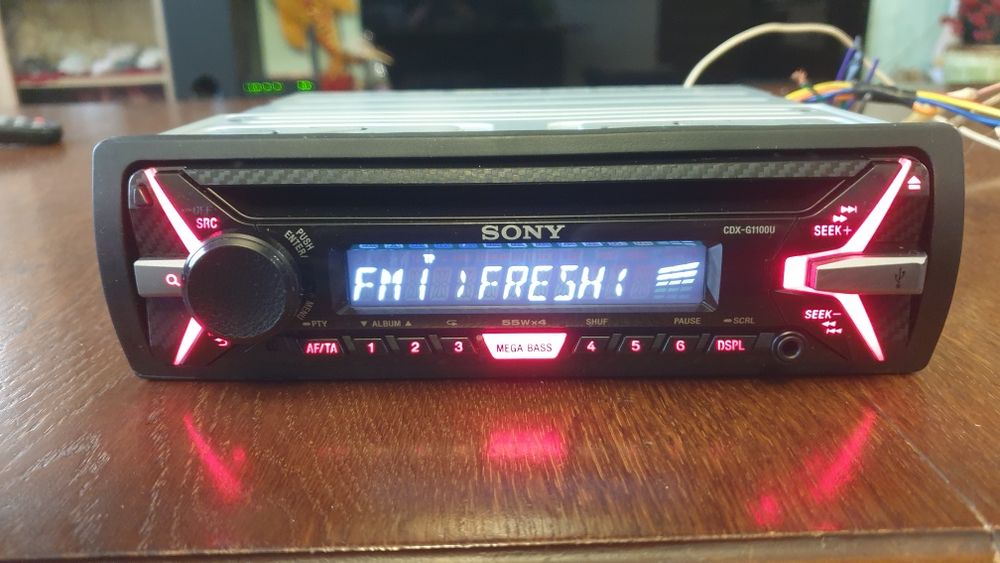 SONY
CDX-G1100U
OFF
SRC
PUSH ENTER/
MENU
SEEK+
FM1 >FRESH<
SEEK–
PTY
▼ ALBUM ▲
55W×4
SHUF
PAUSE
SCRL
AF/TA 1 2 3 MEGA BASS 4 5 6 DSPL